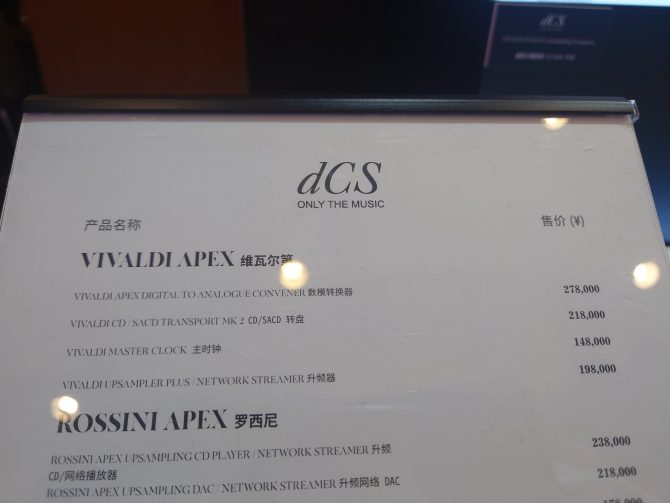 dCS
dCS
ONLY THE MUSIC
产品名称 售价 (¥)
VIVALDI APEX 维瓦尔第
VIVALDI APEX DIGITAL TO ANALOGUE CONVENER 数模转换器 278,000
VIVALDI CD / SACD TRANSPORT MK 2 CD/SACD 转盘 218,000
VIVALDI MASTER CLOCK 主时钟 148,000
VIVALDI UPSAMPLER PLUS / NETWORK STREAMER 升频器 198,000
ROSSINI APEX 罗西尼
ROSSINI APEX UPSAMPLING CD PLAYER / NETWORK STREAMER 升频 238,000
CD/网络播放器
ROSSINI APEX UPSAMPLING DAC / NETWORK STREAMER 升频网络 DAC 218,000